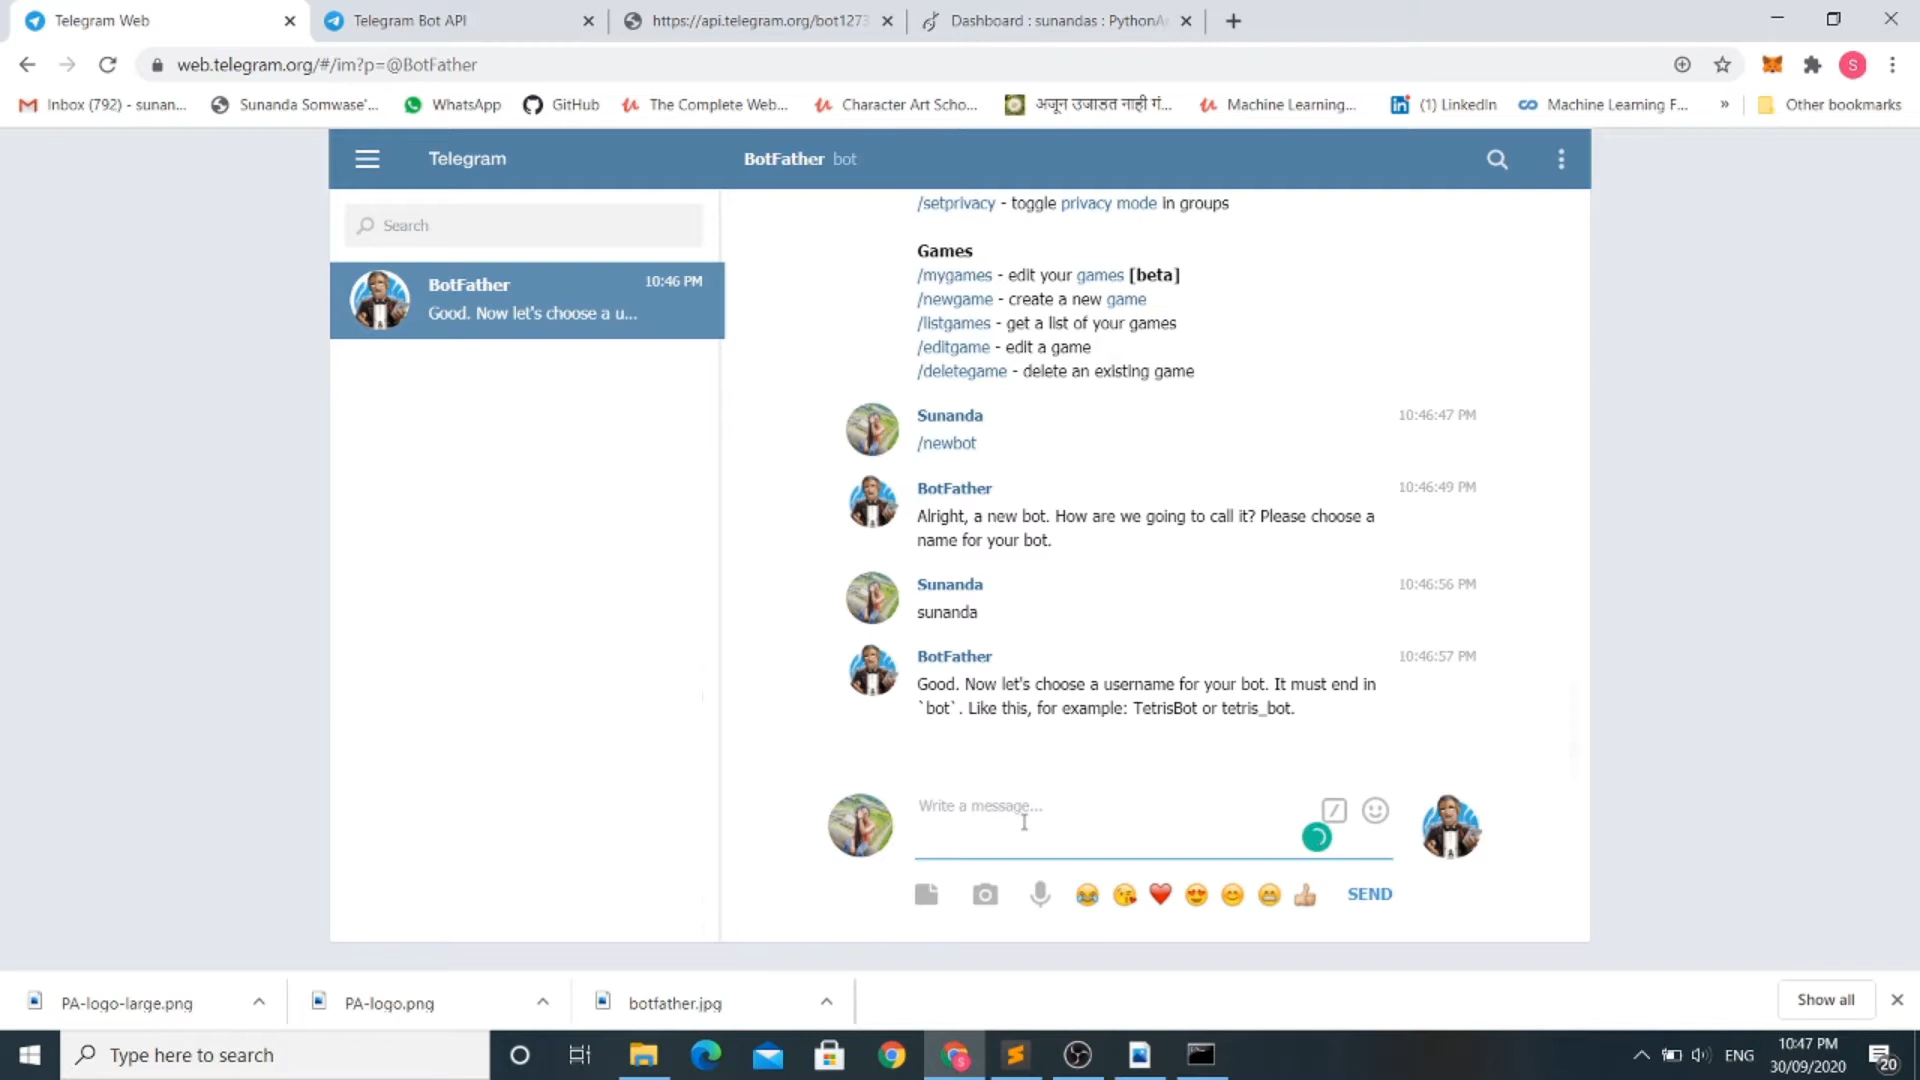 Telegram Web
Telegram Bot API
https://api.telegram.org/bot1273
Dashboard : sunandas : PythonAn
web.telegram.org/#/im?p=@BotFather
S
Inbox (792) - sunan...
Sunanda Somwase'...
WhatsApp
GitHub
The Complete Web...
Character Art Scho...
अजून उजाडत नाही गं...
Machine Learning...
(1) LinkedIn
Machine Learning F...
»
Other bookmarks
Telegram
BotFather bot
Search
BotFather
10:46 PM
Good. Now let's choose a u...
/setprivacy - toggle privacy mode in groups
Games
/mygames - edit your games [beta]
/newgame - create a new game
/listgames - get a list of your games
/editgame - edit a game
/deletegame - delete an existing game
Sunanda
10:46:47 PM
/newbot
BotFather
10:46:49 PM
Alright, a new bot. How are we going to call it? Please choose a
name for your bot.
Sunanda
10:46:56 PM
sunanda
BotFather
10:46:57 PM
Good. Now let's choose a username for your bot. It must end in
`bot`. Like this, for example: TetrisBot or tetris_bot.
Write a message...
SEND
PA-logo-large.png
PA-logo.png
botfather.jpg
Show all
Type here to search
ENG
10:47 PM
30/09/2020
20